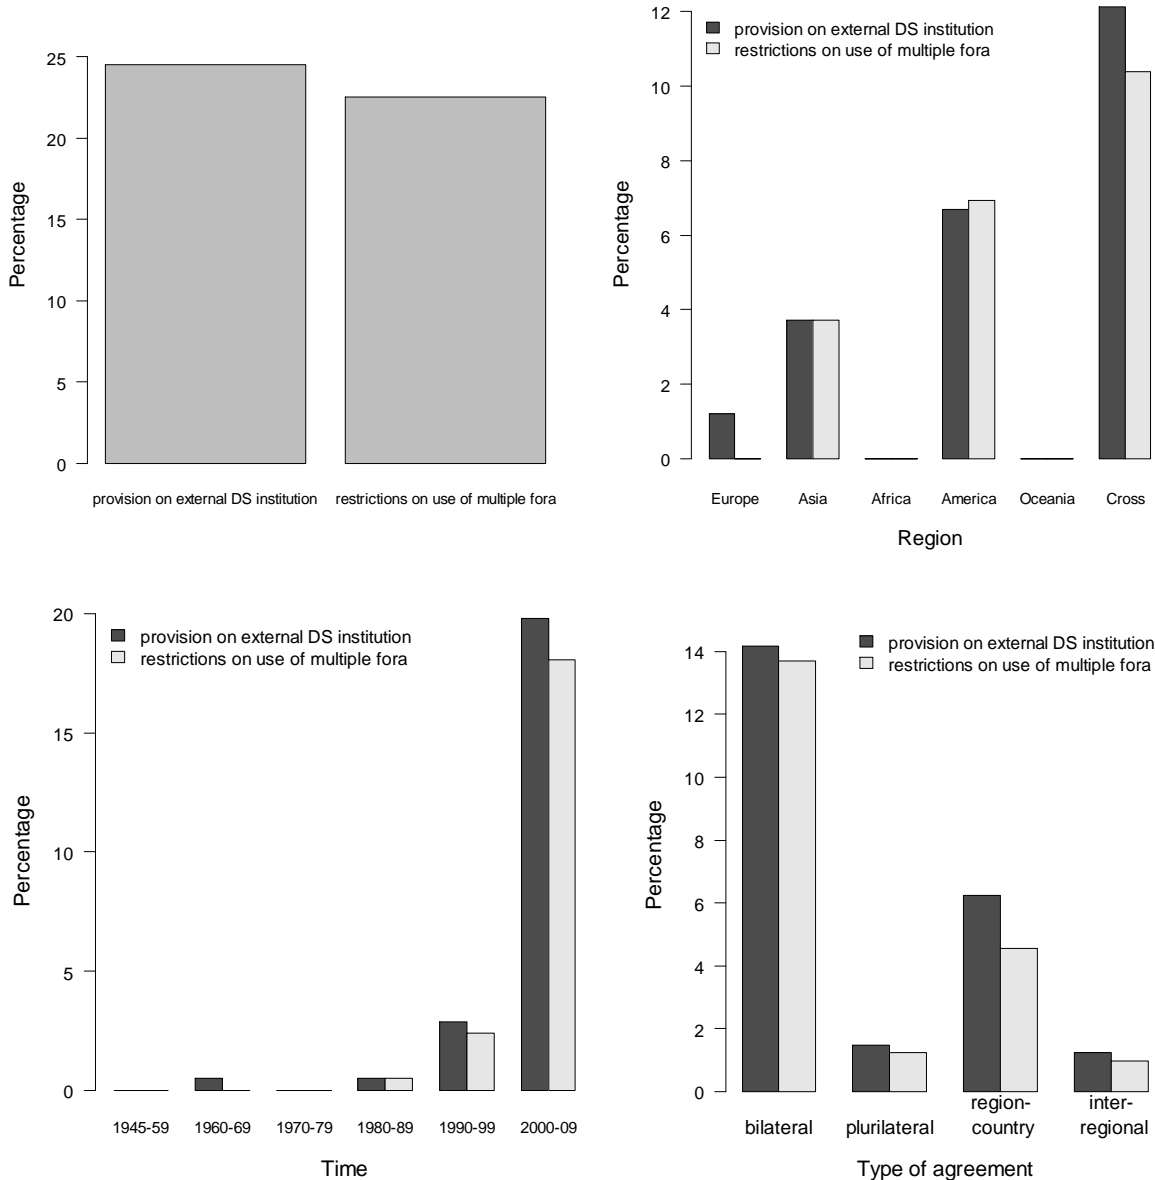 25
20
15
10
5
0
Percentage
provision on external DS institution
restrictions on use of multiple fora
12
10
8
6
4
2
0
Percentage
provision on external DS institution
restrictions on use of multiple fora
Europe Asia Africa America Oceania Cross
Region
20
15
10
5
0
Percentage
provision on external DS institution
restrictions on use of multiple fora
1945-59 1960-69 1970-79 1980-89 1990-99 2000-09
Time
14
12
10
8
6
4
2
0
Percentage
provision on external DS institution
restrictions on use of multiple fora
bilateral
plurilateral
region-
country
inter-
regional
Type of agreement